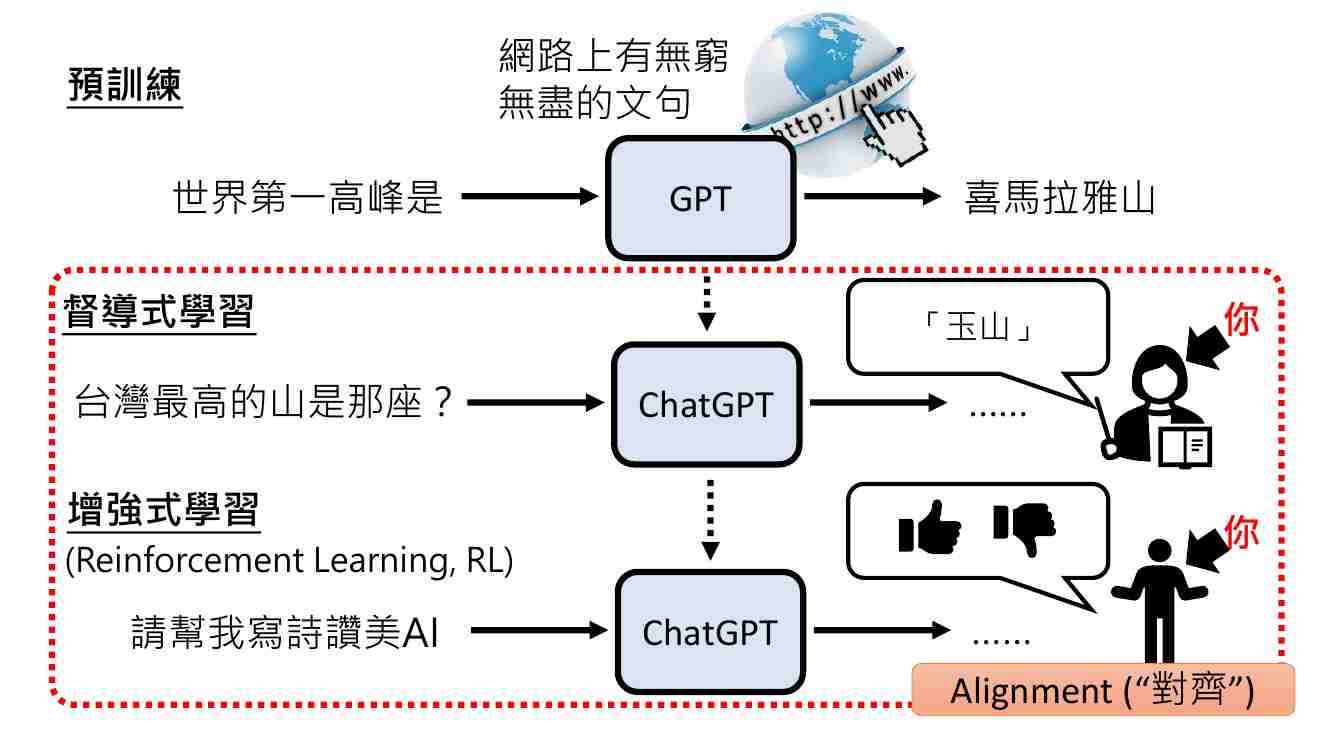 預訓練
網路上有無窮
無盡的文句
http://www.
世界第一高峰是
GPT
喜馬拉雅山
督導式學習
「玉山」
你
台灣最高的山是那座？
ChatGPT
......
增強式學習
(Reinforcement Learning, RL)
你
請幫我寫詩讚美AI
ChatGPT
......
Alignment (“對齊”)